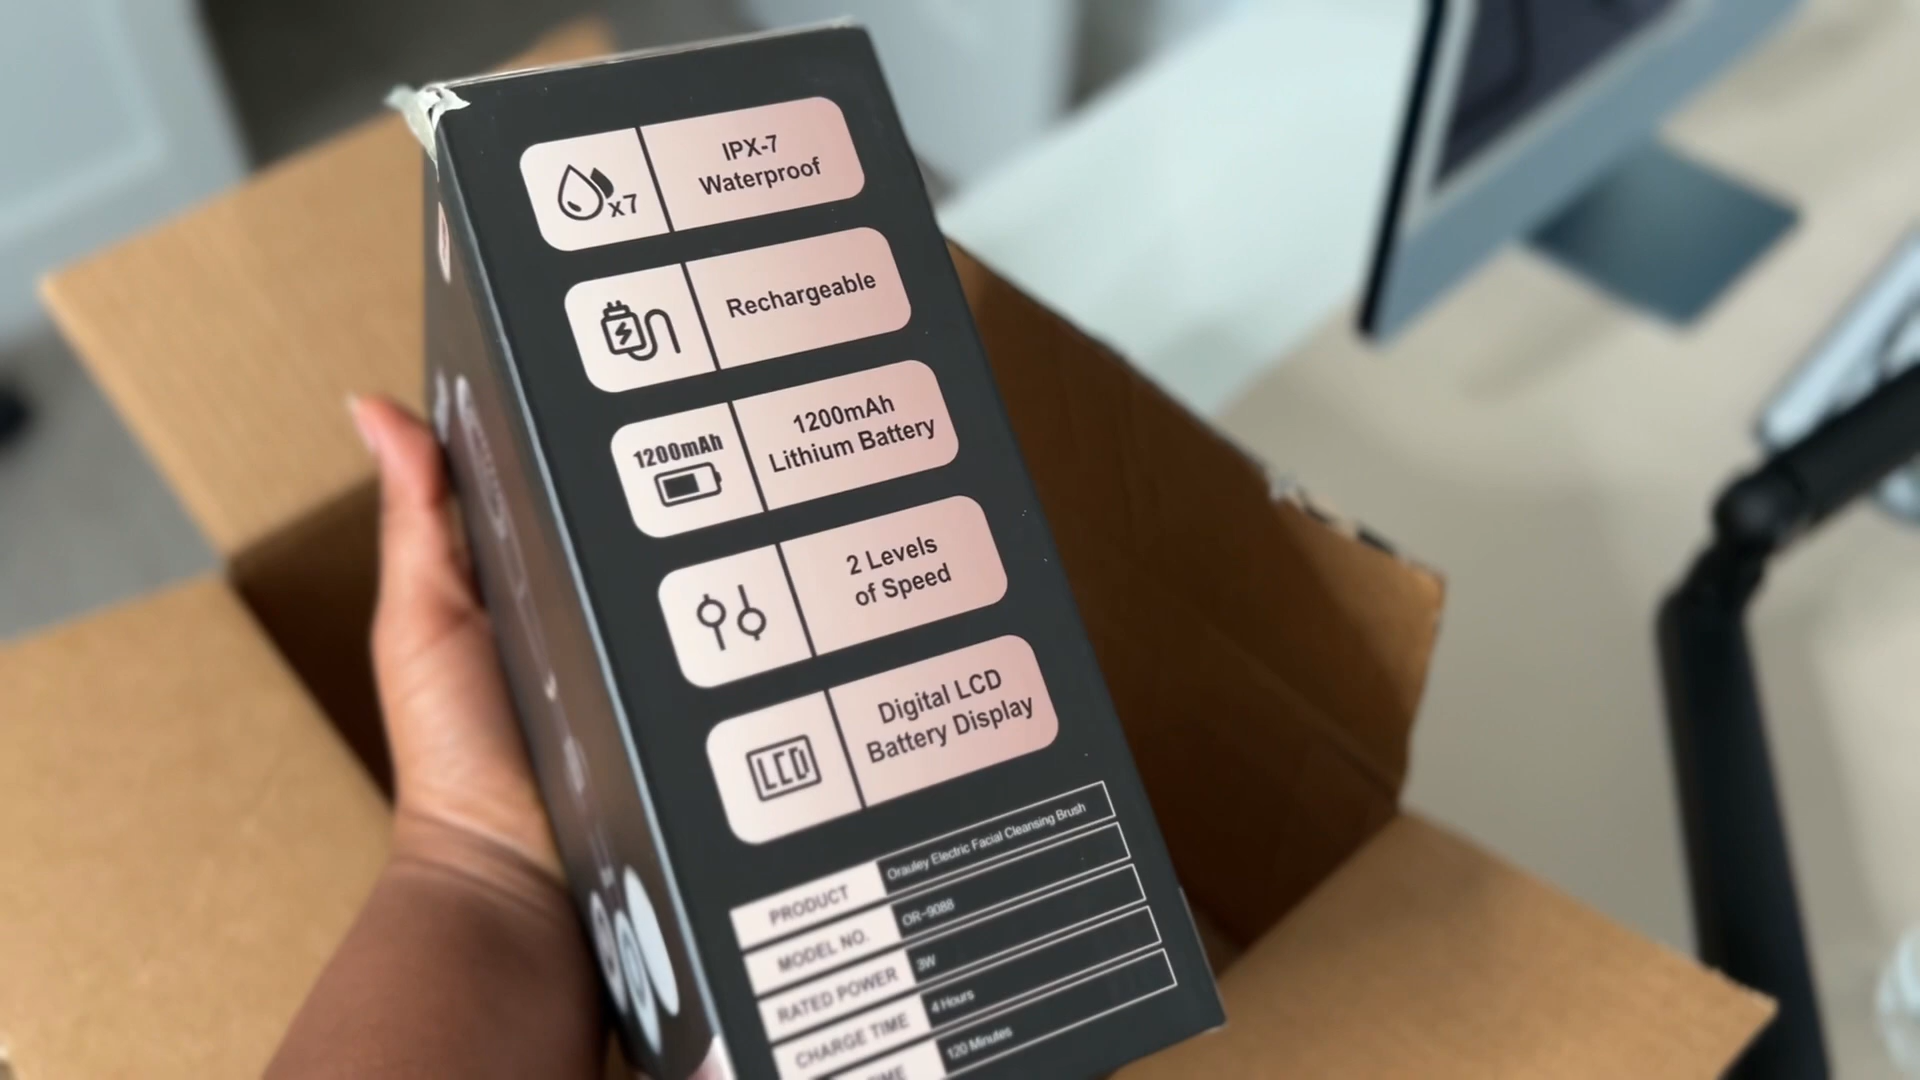 x7
IPX-7
Waterproof
Rechargeable
1200mAh
1200mAh
Lithium Battery
2 Levels
of Speed
LCD
Digital LCD
Battery Display
PRODUCT Orauley Electric Facial Cleansing Brush
MODEL NO. OR-9088
RATED POWER 3W
CHARGE TIME 4 Hours
TIME 120 Minutes